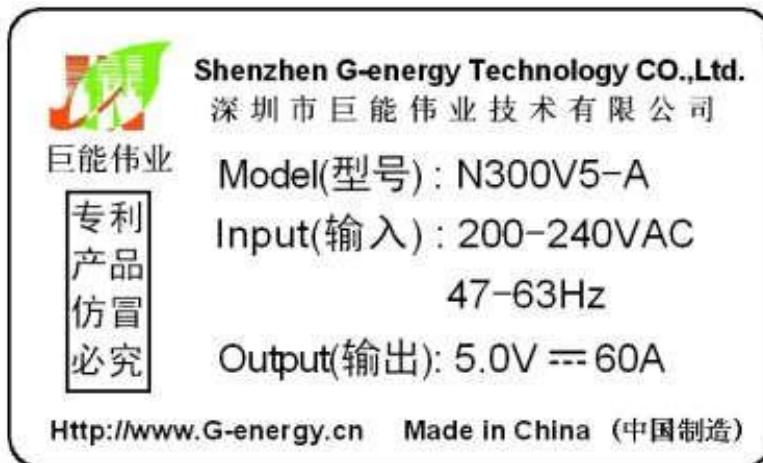 Shenzhen G-energy Technology CO.,Ltd.
深圳市巨能伟业技术有限公司
巨能伟业
Model(型号) : N300V5-A
Input(输入) : 200-240VAC
47-63Hz
Output(输出): 5.0V ⎓ 60A
专利
产品
仿冒
必究
Http://www.G-energy.cn Made in China (中国制造)